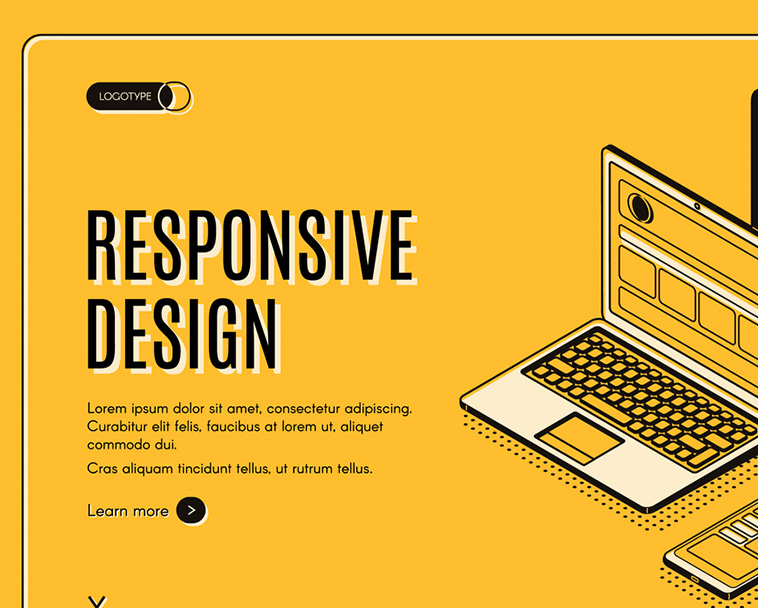 LOGOTYPE
RESPONSIVE
DESIGN
Lorem ipsum dolor sit amet, consectetur adipiscing.
Curabitur elit felis, faucibus at lorem ut, aliquet
commodo dui.
Cras aliquam tincidunt tellus, ut rutrum tellus.
Learn more